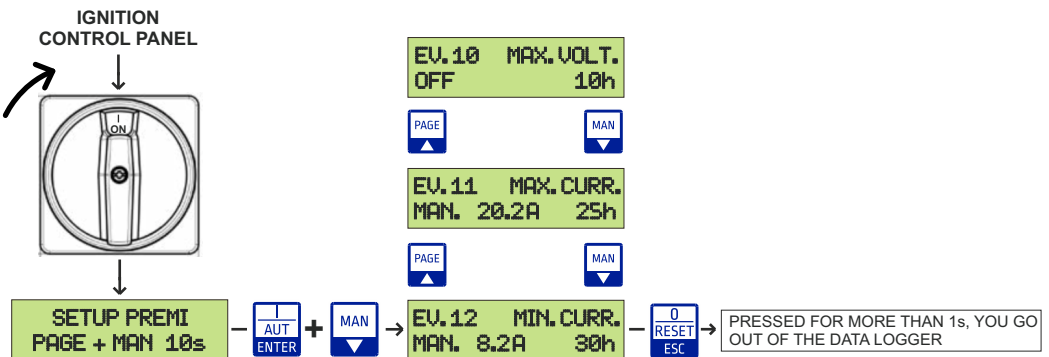 IGNITION
CONTROL PANEL
I
ON
SETUP PREMI
PAGE + MAN 10s
I
AUT
ENTER
+
MAN
EV.10 MAX.VOLT.
OFF 10h
PAGE
MAN
EV.11 MAX.CURR.
MAN. 20.2A 25h
PAGE
MAN
EV.12 MIN.CURR.
MAN. 8.2A 30h
0
RESET
ESC
PRESSED FOR MORE THAN 1s, YOU GO
OUT OF THE DATA LOGGER